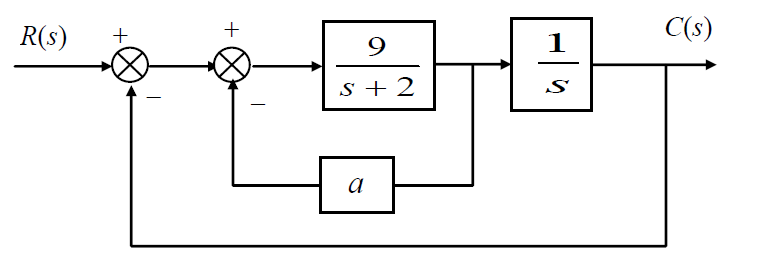 R(s) + + 9 1 C(s)
s + 2 s
− −
a